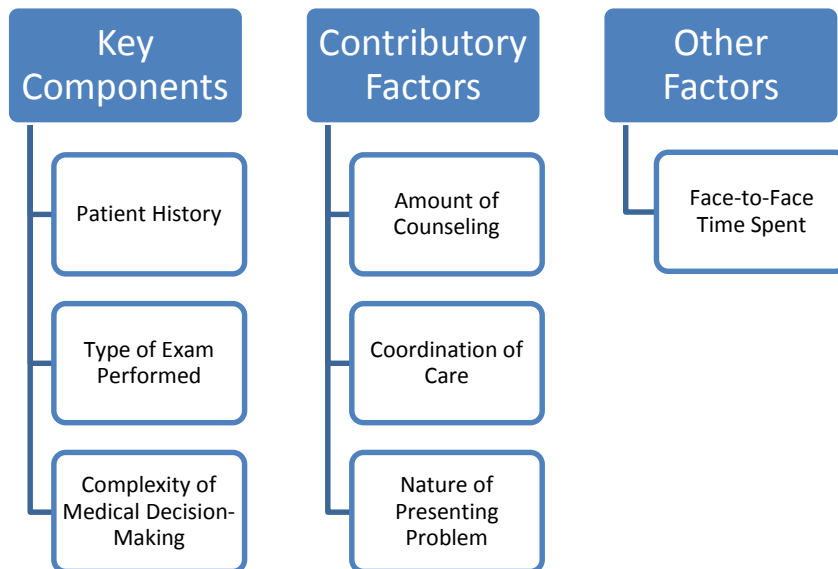 Key
Components
Patient History
Type of Exam
Performed
Complexity of
Medical Decision-
Making
Contributory
Factors
Amount of
Counseling
Coordination of
Care
Nature of
Presenting
Problem
Other
Factors
Face-to-Face
Time Spent